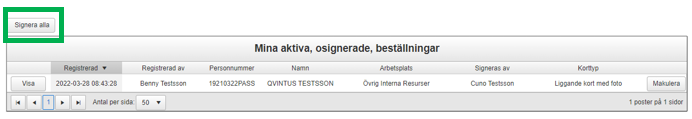 Signera alla
Mina aktiva, osignerade, beställningar
Registrerad ▼ Registrerad av Personnummer Namn Arbetsplats Signeras av Korttyp
Visa 2022-03-28 08:43:28 Benny Testsson 19210322PASS QVINTUS TESTSSON Övrig Interna Resurser Cuno Testsson Liggande kort med foto Makulera
1 Antal per sida: 50 ▼ 1 poster på 1 sidor